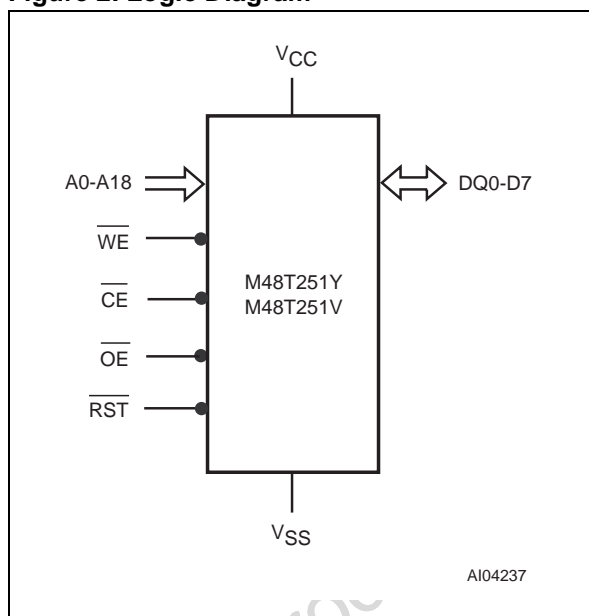 Figure 2. Logic Diagram
VCC
A0-A18
DQ0-D7
WE
CE
M48T251Y
M48T251V
OE
RST
VSS
AI04237